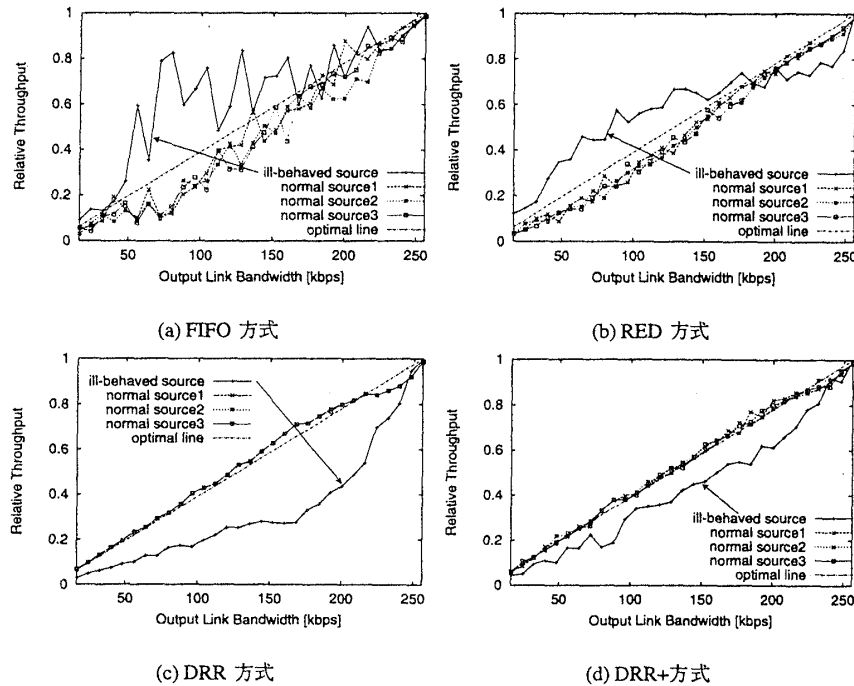 Relative Throughput
1
0.8
0.6
0.4
0.2
0
50
100
150
200
250
Output Link Bandwidth [kbps]
ill-behaved source
normal source1
normal source2
normal source3
optimal line
(a) FIFO 方式
Relative Throughput
1
0.8
0.6
0.4
0.2
0
50
100
150
200
250
Output Link Bandwidth [kbps]
ill-behaved source
normal source1
normal source2
normal source3
optimal line
(b) RED 方式
Relative Throughput
1
0.8
0.6
0.4
0.2
0
50
100
150
200
250
Output Link Bandwidth [kbps]
ill-behaved source
normal source1
normal source2
normal source3
optimal line
(c) DRR 方式
Relative Throughput
1
0.8
0.6
0.4
0.2
0
50
100
150
200
250
Output Link Bandwidth [kbps]
ill-behaved source
normal source1
normal source2
normal source3
optimal line
(d) DRR+方式